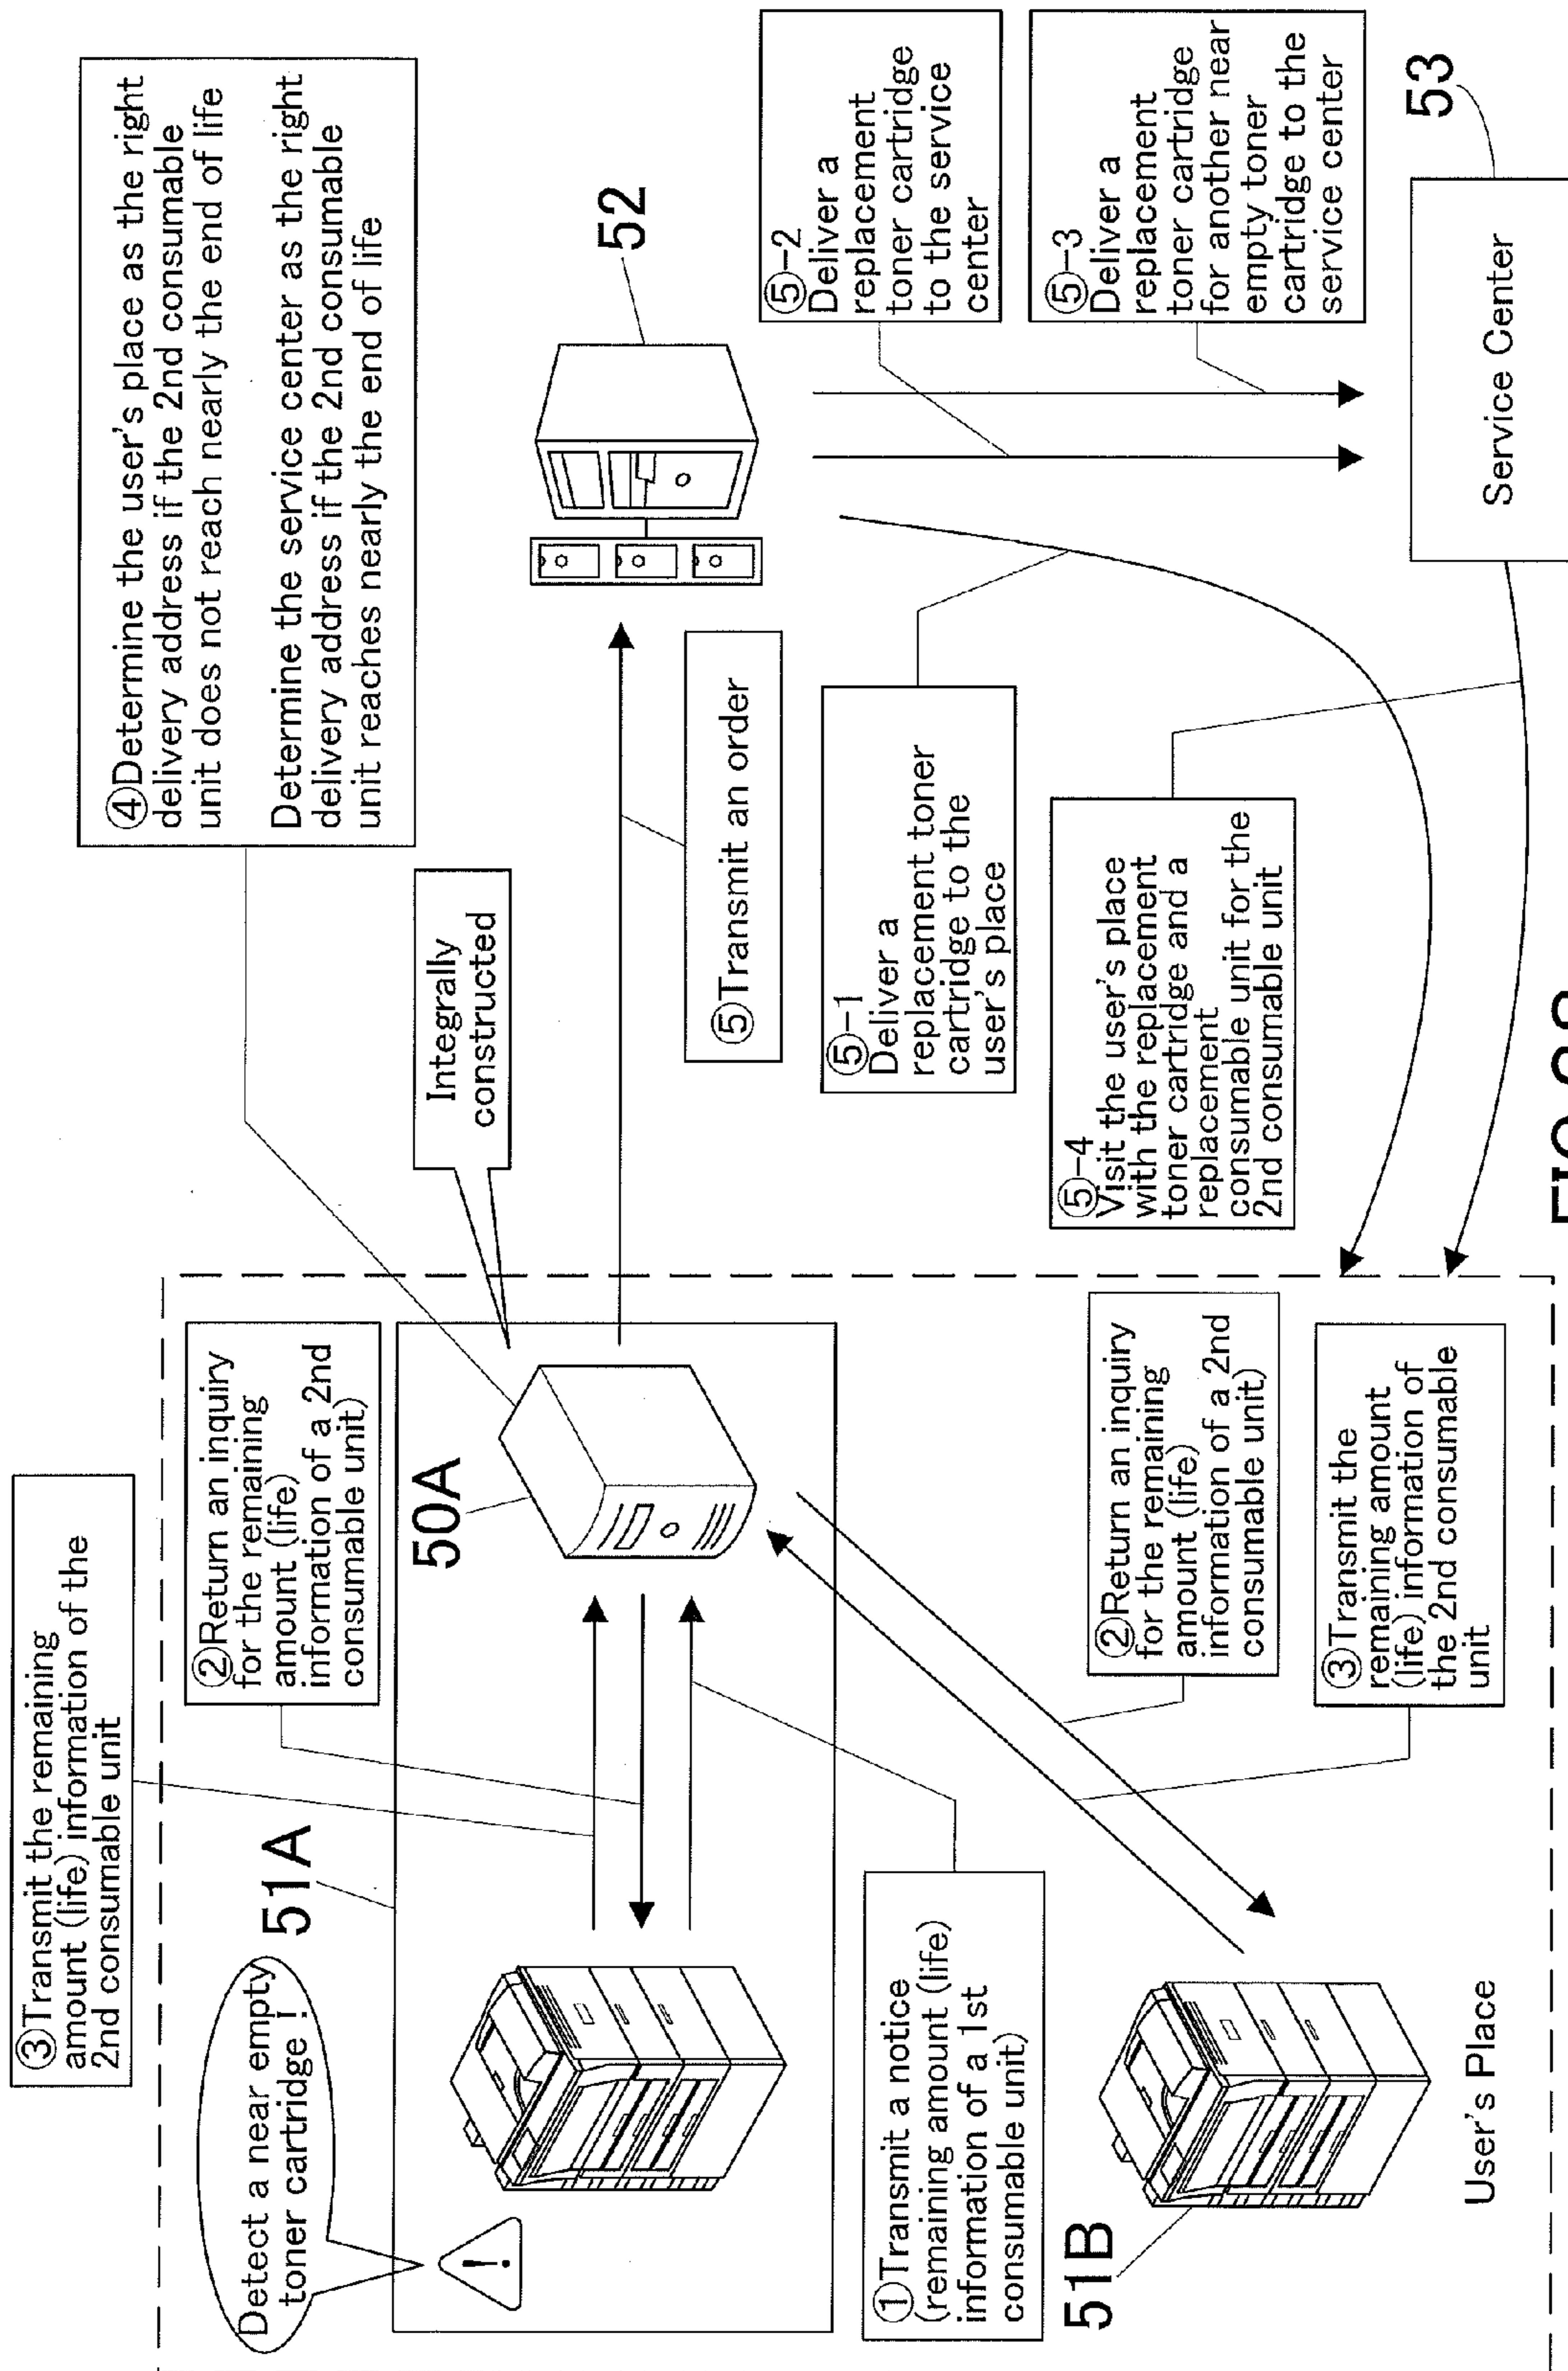 ③Transmit the remaining
amount (life) information of the
2nd consumable unit
Detect a near empty
toner cartridge !
51A
②Return an inquiry
for the remaining
amount (life)
information of a 2nd
consumable unit)
50A
Integrally
constructed
④Determine the user's place as the right
delivery address if the 2nd consumable
unit does not reach nearly the end of life
Determine the service center as the right
delivery address if the 2nd consumable
unit reaches nearly the end of life
⑤Transmit an order
52
①Transmit a notice
(remaining amount (life)
information of a 1st
consumable unit)
51B
②Return an inquiry
for the remaining
amount (life)
information of a 2nd
consumable unit)
③Transmit the
remaining amount
(life) information of
the 2nd consumable
unit
User's Place
⑤-1
Deliver a
replacement toner
cartridge to the
user's place
⑤-4
Visit the user's place
with the replacement
toner cartridge and a
replacement
consumable unit for the
2nd consumable unit
⑤-2
Deliver a
replacement
toner cartridge
to the service
center
⑤-3
Deliver a
replacement
toner cartridge
for another near
empty toner
cartridge to the
service center
53
Service Center